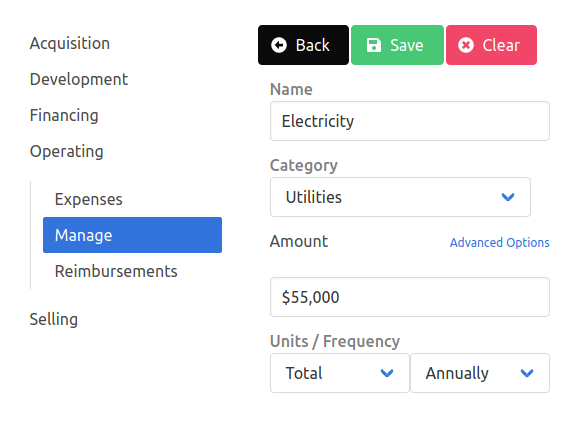 Acquisition
Development
Financing
Operating
Expenses
Manage
Reimbursements
Selling
Back Save Clear
Name
Electricity
Category
Utilities
Amount Advanced Options
$55,000
Units / Frequency
Total Annually